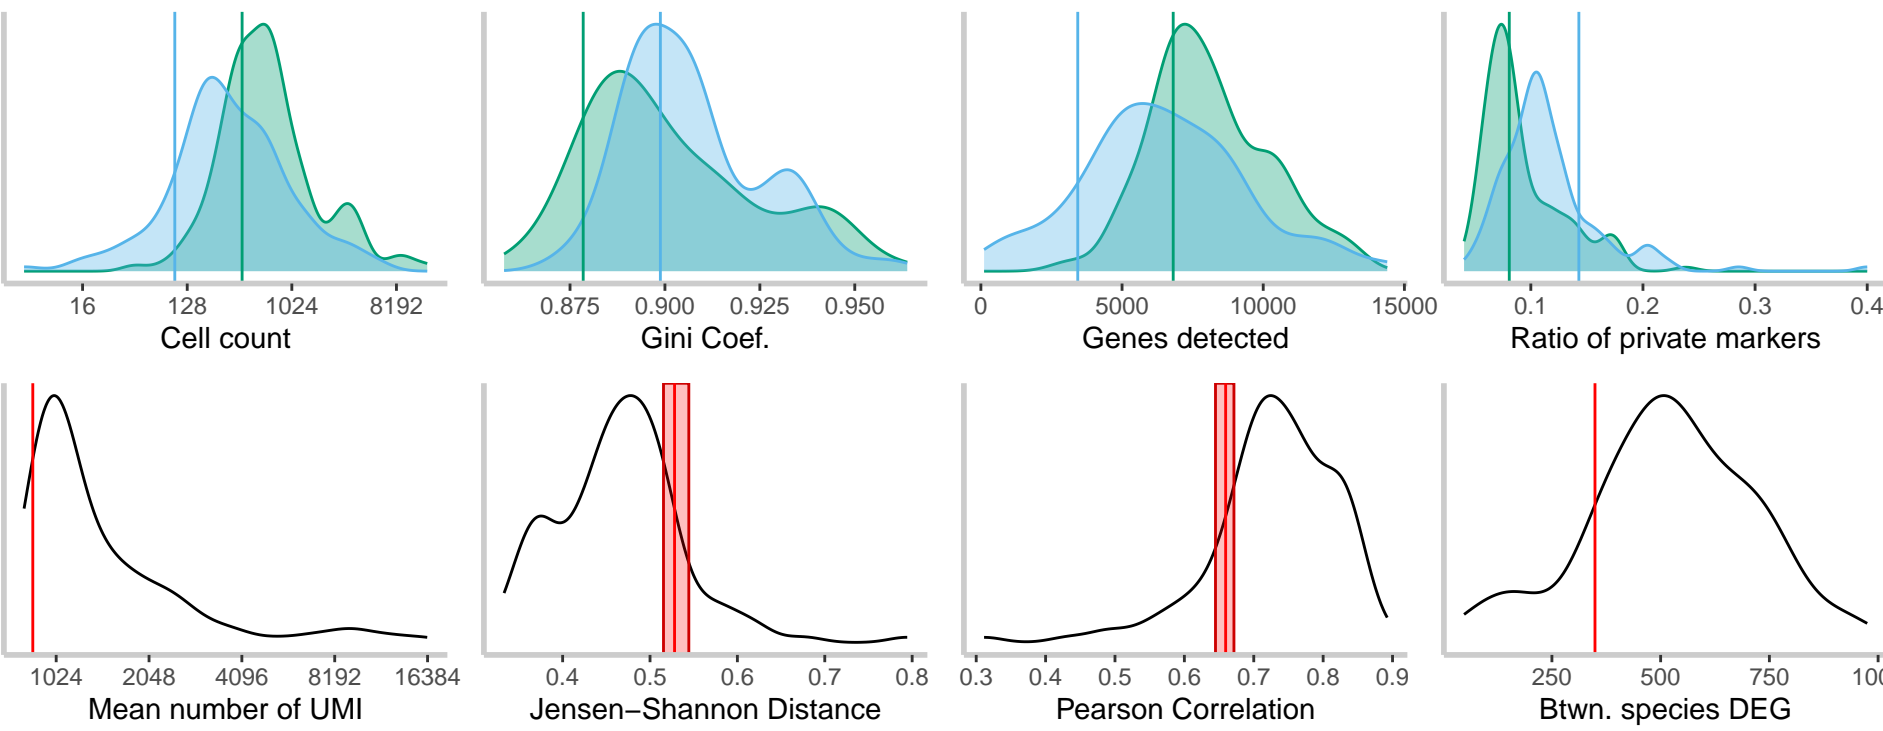 16 128 1024 8192
Cell count
0.875 0.900 0.925 0.950
Gini Coef.
0 5000 10000 15000
Genes detected
0.1 0.2 0.3 0.4
Ratio of private markers
1024 2048 4096 8192 16384
Mean number of UMI
0.4 0.5 0.6 0.7 0.8
Jensen−Shannon Distance
0.3 0.4 0.5 0.6 0.7 0.8 0.9
Pearson Correlation
250 500 750 100
Btwn. species DEG